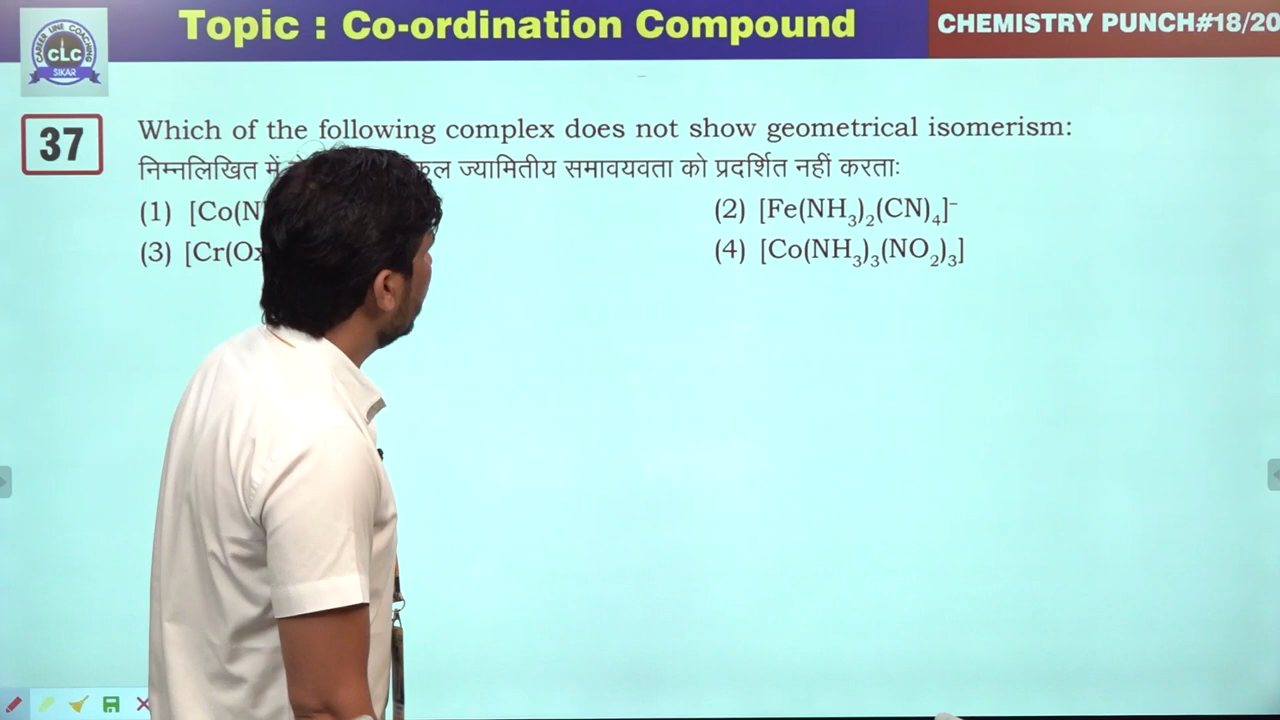 Topic : Co-ordination Compound
CHEMISTRY PUNCH#18/20
CAREER LINE COACHING
CLC
SIKAR
37
Which of the following complex does not show geometrical isomerism:
निम्नलिखित में ज्यामितीय समावयवता को प्रदर्शित नहीं करताः
(1) [Co(N
(2) [Fe(NH₃)₂(CN)₄]⁻
(3) [Cr(Ox
(4) [Co(NH₃)₃(NO₂)₃]